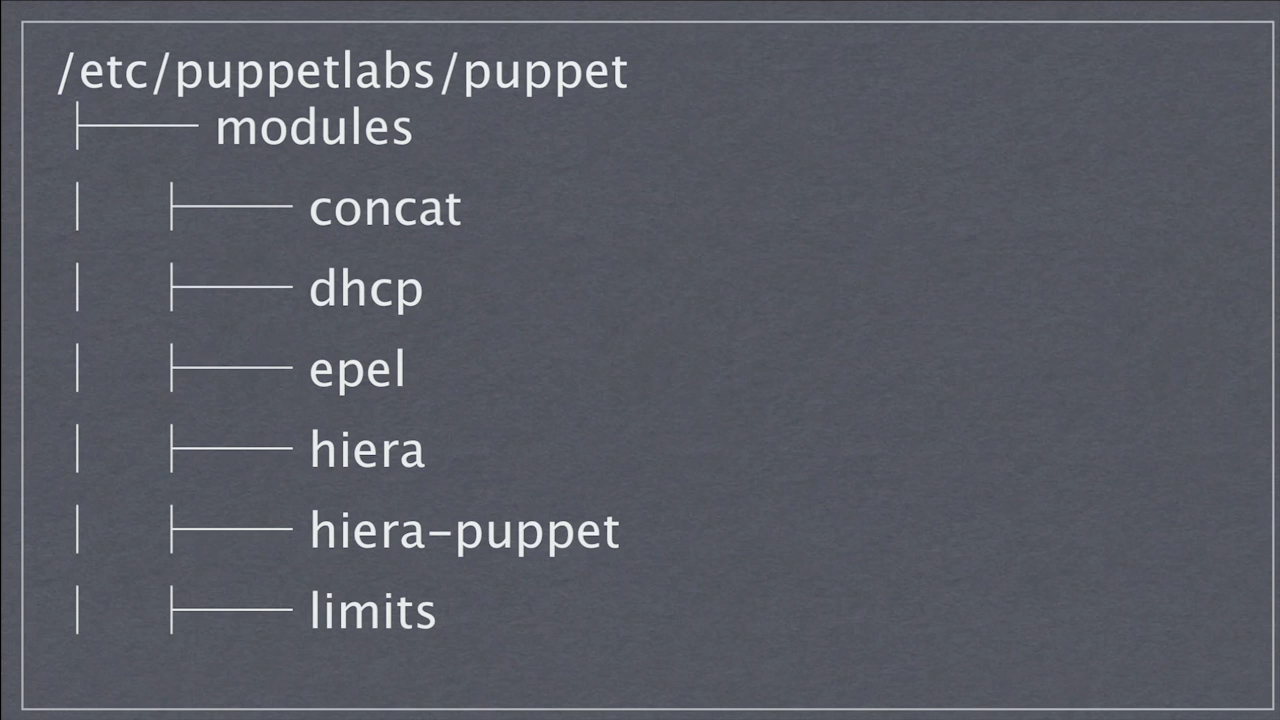 /etc/puppetlabs/puppet
├── modules
│ ├── concat
│ ├── dhcp
│ ├── epel
│ ├── hiera
│ ├── hiera-puppet
│ ├── limits